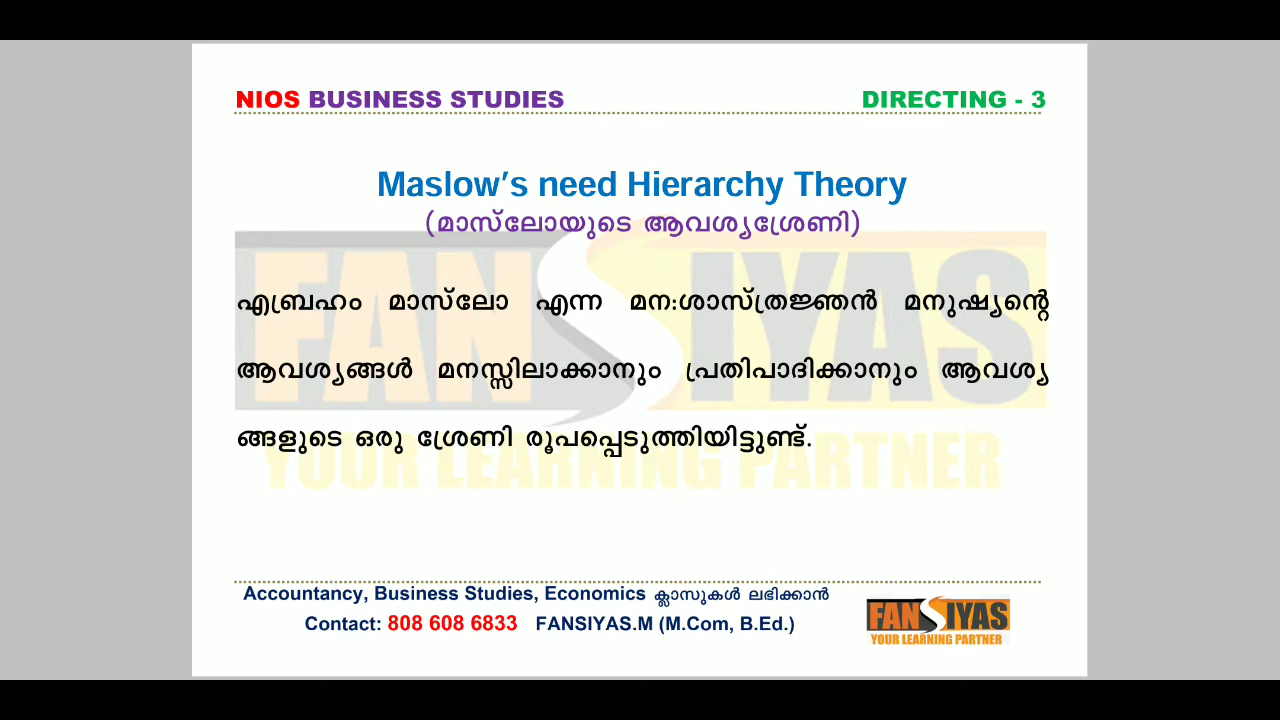 NIOS BUSINESS STUDIES DIRECTING - 3
Maslow's need Hierarchy Theory
(മാസ്ലോയുടെ ആവശ്യശ്രേണി)
FANSIYAS
എബ്രഹം മാസ്ലോ എന്ന മന:ശാസ്ത്രജ്ഞൻ മനുഷ്യന്റെ
ആവശ്യങ്ങൾ മനസ്സിലാക്കാനും പ്രതിപാദിക്കാനും ആവശ്യ
ങ്ങളുടെ ഒരു ശ്രേണി രൂപപ്പെടുത്തിയിട്ടുണ്ട്.
YOUR LEARNING PARTNER
Accountancy, Business Studies, Economics ക്ലാസുകൾ ലഭിക്കാൻ
Contact: 808 608 6833 FANSIYAS.M (M.Com, B.Ed.)
FANSIYAS
YOUR LEARNING PARTNER